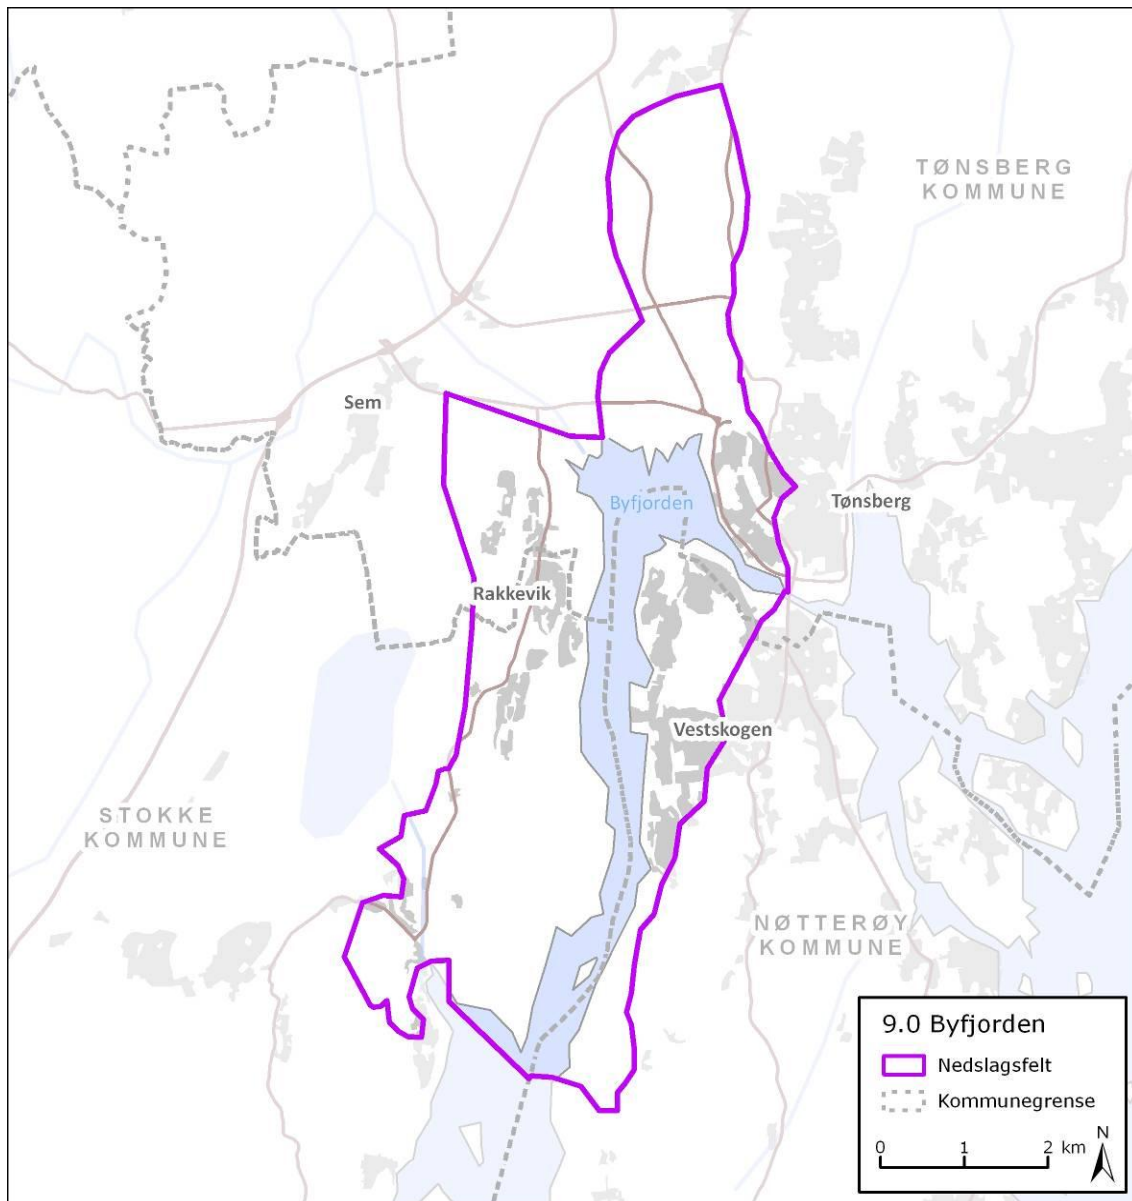 TØNSBERG
KOMMUNE
Sem
Byfjorden
Tønsberg
Rakkevik
Vestskogen
STOKKE
KOMMUNE
NØTTERØY
KOMMUNE
9.0 Byfjorden
Nedslagsfelt
Kommunegrense
0 1 2 km
N